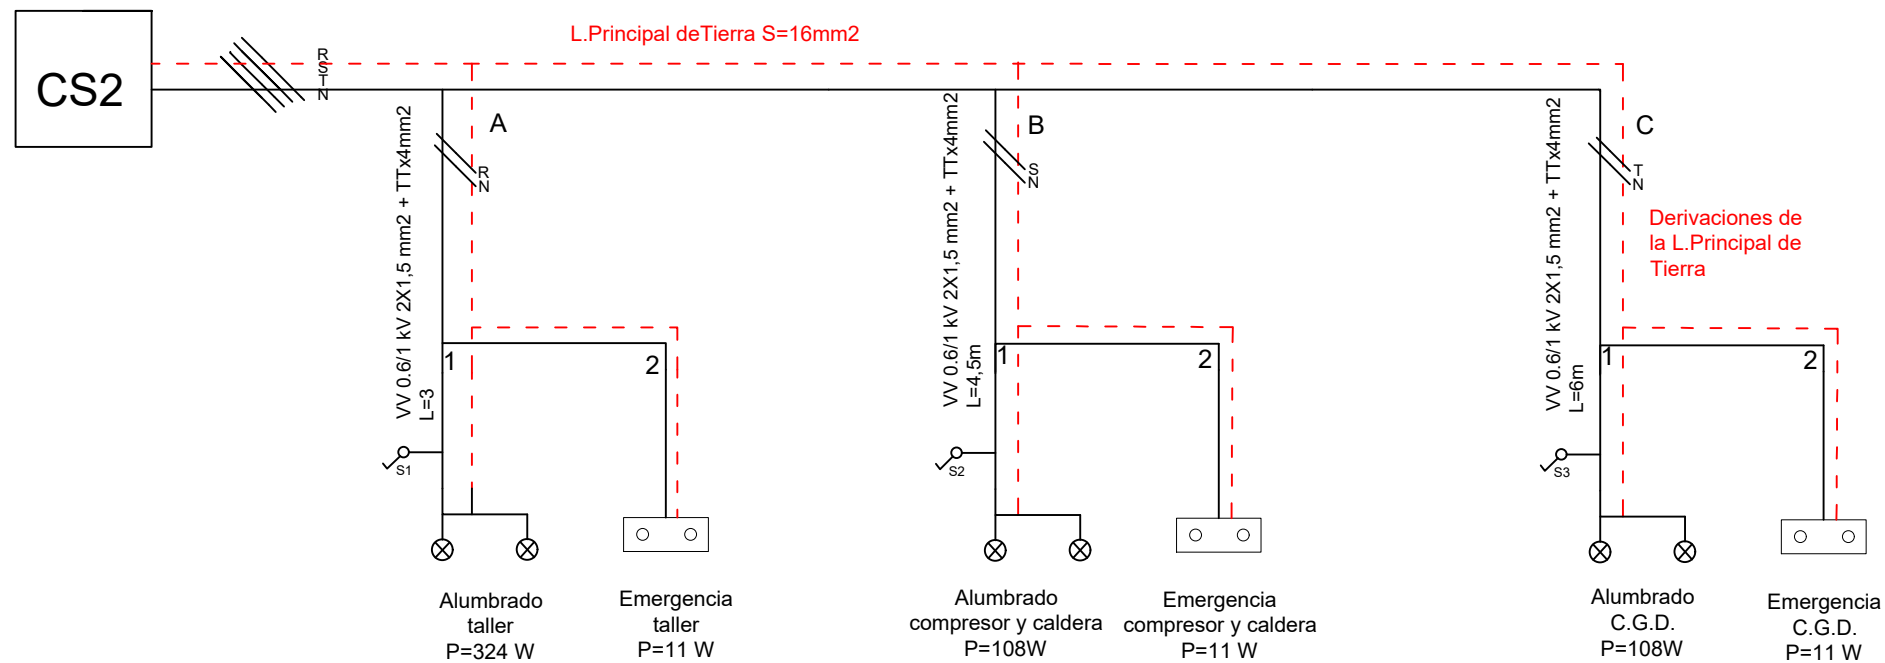 L.Principal deTierra S=16mm2
CS2
R
S
T
N
A
R
N
VV 0.6/1 kV 2X1,5 mm2 + TTx4mm2
L=3
1
2
S1
B
S
N
VV 0.6/1 kV 2X1,5 mm2 + TTx4mm2
L=4,5m
1
2
S2
C
T
N
VV 0.6/1 kV 2X1,5 mm2 + TTx4mm2
L=6m
Derivaciones de
la L.Principal de
Tierra
1
2
S3
Alumbrado
taller
P=324 W
Emergencia
taller
P=11 W
Alumbrado
compresor y caldera
P=108W
Emergencia
compresor y caldera
P=11 W
Alumbrado
C.G.D.
P=108W
Emergencia
C.G.D.
P=11 W